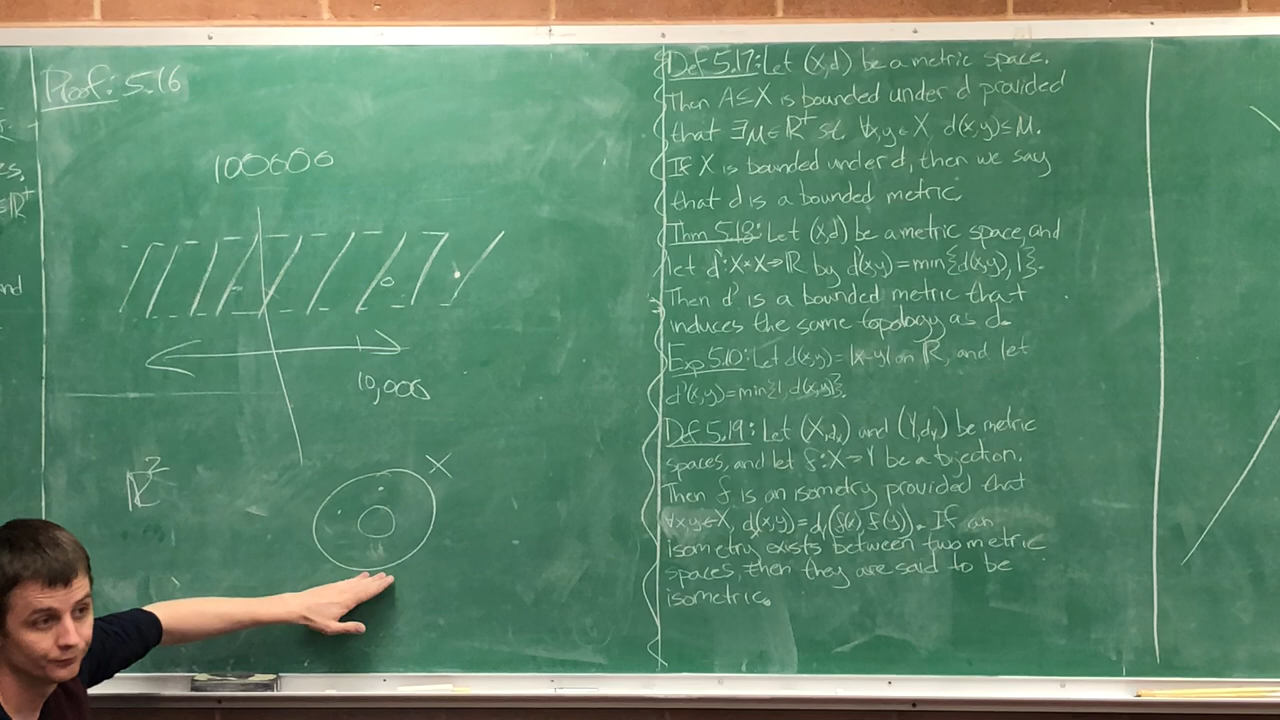 es,
∈ℝ⁺
and
Proof: 5.16
100000
10,000
ℝ²
X
Def 5.17: Let (X,d) be a metric space.
Then A⊆X is bounded under d provided
that ∃μ∈ℝ⁺ s.t. ∀x,y∈X, d(x,y)≤M.
If X is bounded under d, then we say
that d is a bounded metric.
Thm 5.18: Let (X,d) be a metric space, and
let d':X×X→ℝ by d'(x,y)=min{d(x,y), 1}.
Then d' is a bounded metric that
induces the same topology as d.
Exp 5.10: Let d(x,y)=|x-y| on ℝ, and let
d'(x,y)=min{1, d(x,y)}.
Def 5.19: Let (X,dₓ) and (Y,dᵧ) be metric
spaces, and let f:X→Y be a bijection.
Then f is an isometry provided that
∀x,y∈X, dₓ(x,y)=dᵧ(f(x),f(y)). If an
isometry exists between two metric
spaces, then they are said to be
isometric.